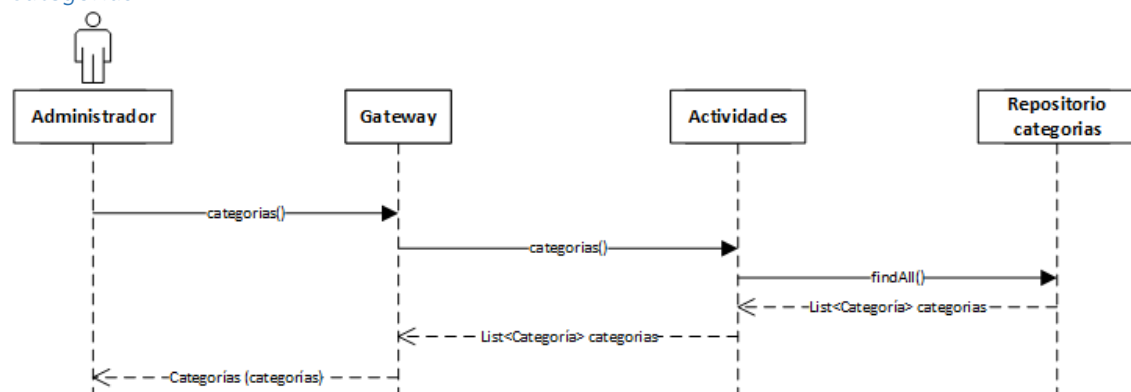 Administrador
Gateway
Actividades
Repositorio
categorias
categorias()
categorias()
findAll()
List<Categoría> categorias
List<Categoría> categorias
Categorías (categorías)